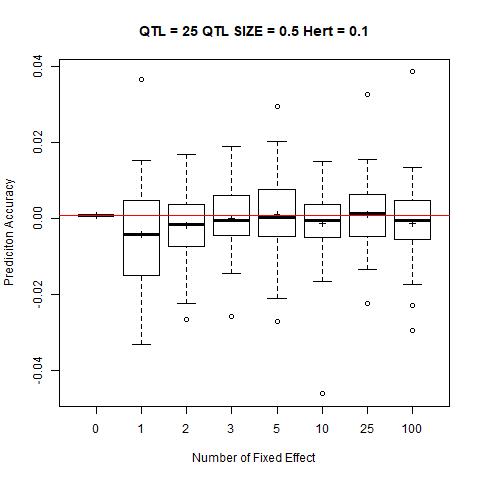 QTL = 25 QTL SIZE = 0.5 Hert = 0.1
0.04
0.02
0.00
-0.02
-0.04
Prediciton Accuracy
0 1 2 3 5 10 25 100
Number of Fixed Effect